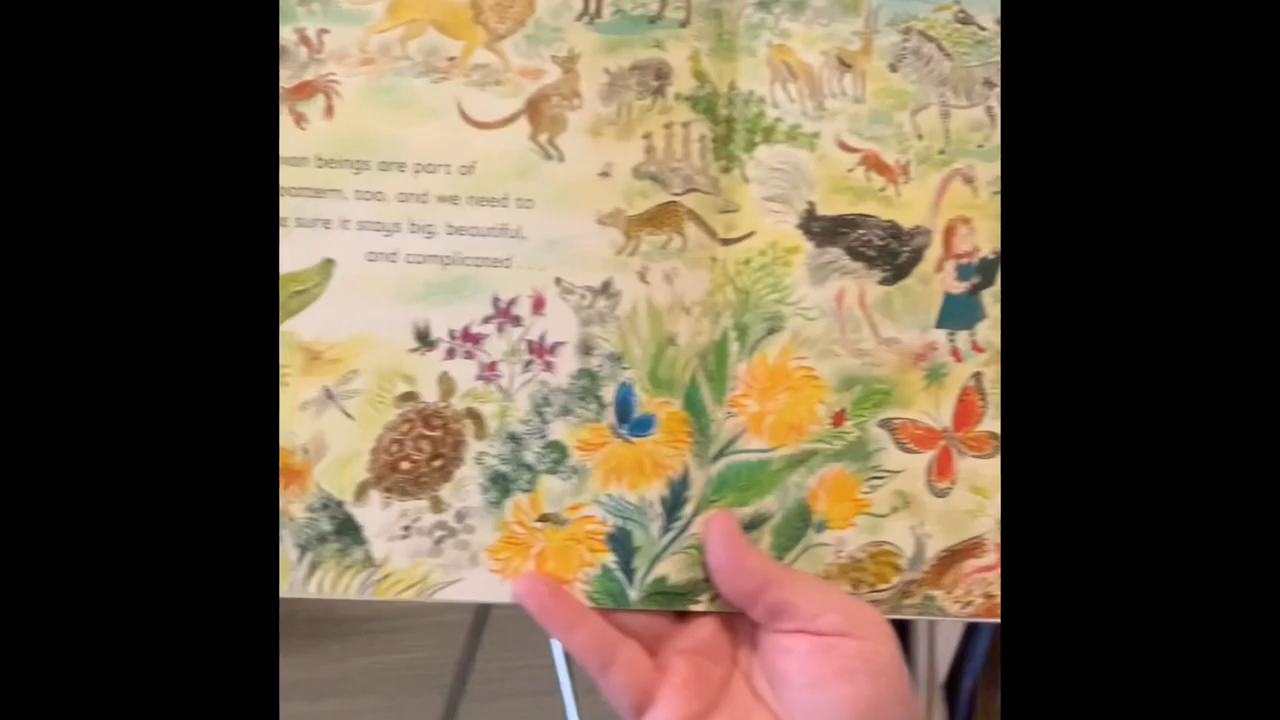 beings are part of
too, and we need to
sure it stays big, beautiful,
and complicated . . . .